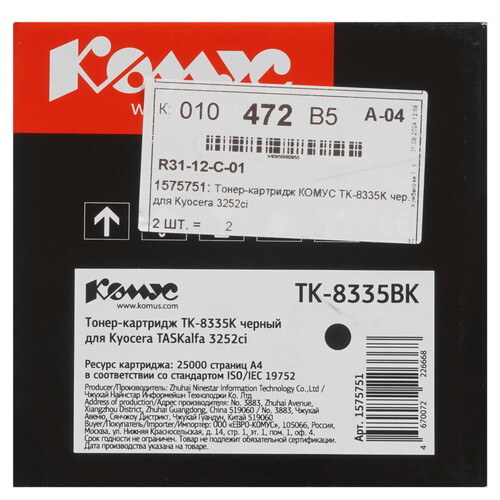 Комус
w
К: 010 472 В5 А-04
R31-12-C-01
1575751: Тонер-картридж КОМУС TK-8335K чер.
для Kyocera 3252ci
2 ШТ. = 2
Комус
www.komus.com
TK-8335BK
Тонер-картридж TK-8335K черный
для Kyocera TASKalfa 3252ci
Ресурс картриджа: 25000 страниц А4
в соответствии со стандартом ISO/IEC 19752
Producer/Производитель: Zhuhai Ninestar Information Technology Co., Ltd./
Чжухай Найнстар Информейшн Текнолоджи Ко. Лтд.
Address/Адрес производителя: No. 3883, Zhuhai Avenue,
Xiangzhou District, Zhuhai, Guangdong, China 519060 / No. 3883, Чжухай
Авеню, Сянчжоу Дистрикт, Чжухай Гуандун, Китай 519060
Buyer/Покупатель/Импортер/Importer: ООО «ЕВРО-КОМУС», 105066, Россия,
Москва, ул. Нижняя Красносельская, д. 14, стр. 1, эт. 1, пом. 1, оф. 4.
Срок годности не ограничен. Товар не подлежит обязательной сертификации.
Дата производства указана на упаковке.
Арт. 1575751
4 670072 226668